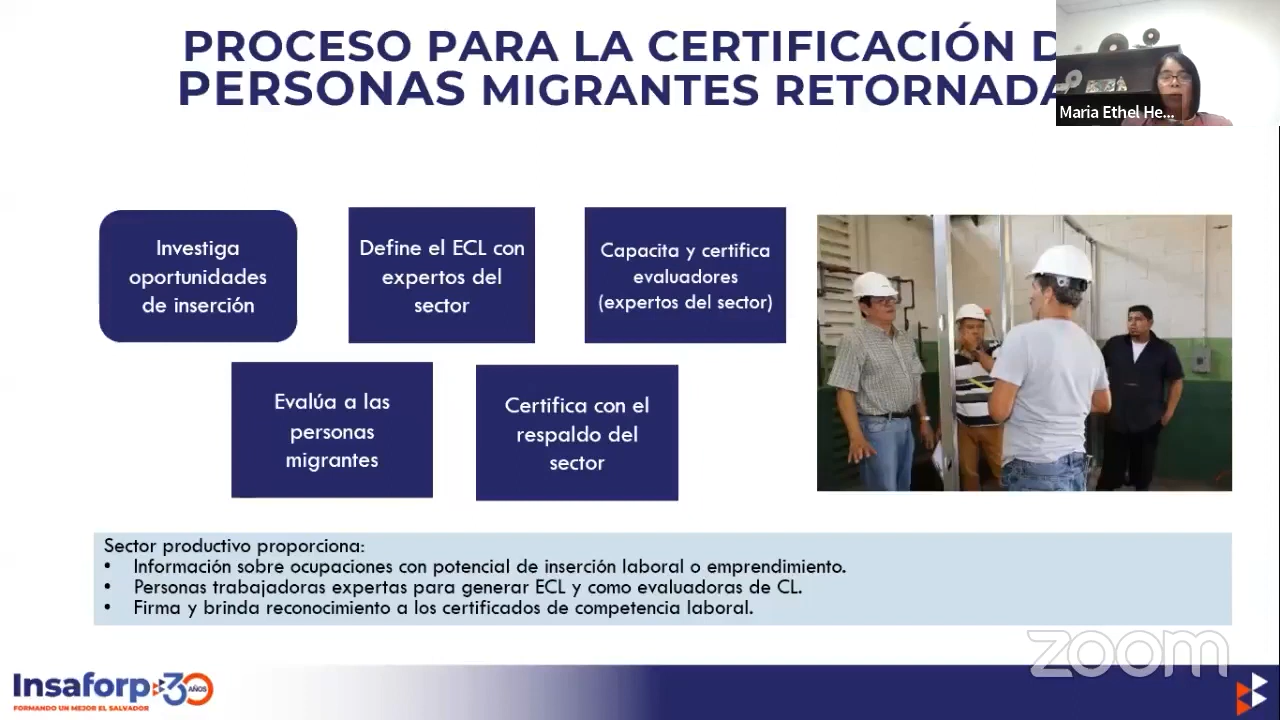 PROCESO PARA LA CERTIFICACIÓN D
PERSONAS MIGRANTES RETORNADA
Maria Ethel He...
Investiga
oportunidades
de inserción
Define el ECL con
expertos del
sector
Capacita y certifica
evaluadores
(expertos del sector)
Evalúa a las
personas
migrantes
Certifica con el
respaldo del
sector
Sector productivo proporciona:
• Información sobre ocupaciones con potencial de inserción laboral o emprendimiento.
• Personas trabajadoras expertas para generar ECL y como evaluadoras de CL.
• Firma y brinda reconocimiento a los certificados de competencia laboral.
zoom
Insaforp 30 AÑOS
FORMANDO UN MEJOR EL SALVADOR